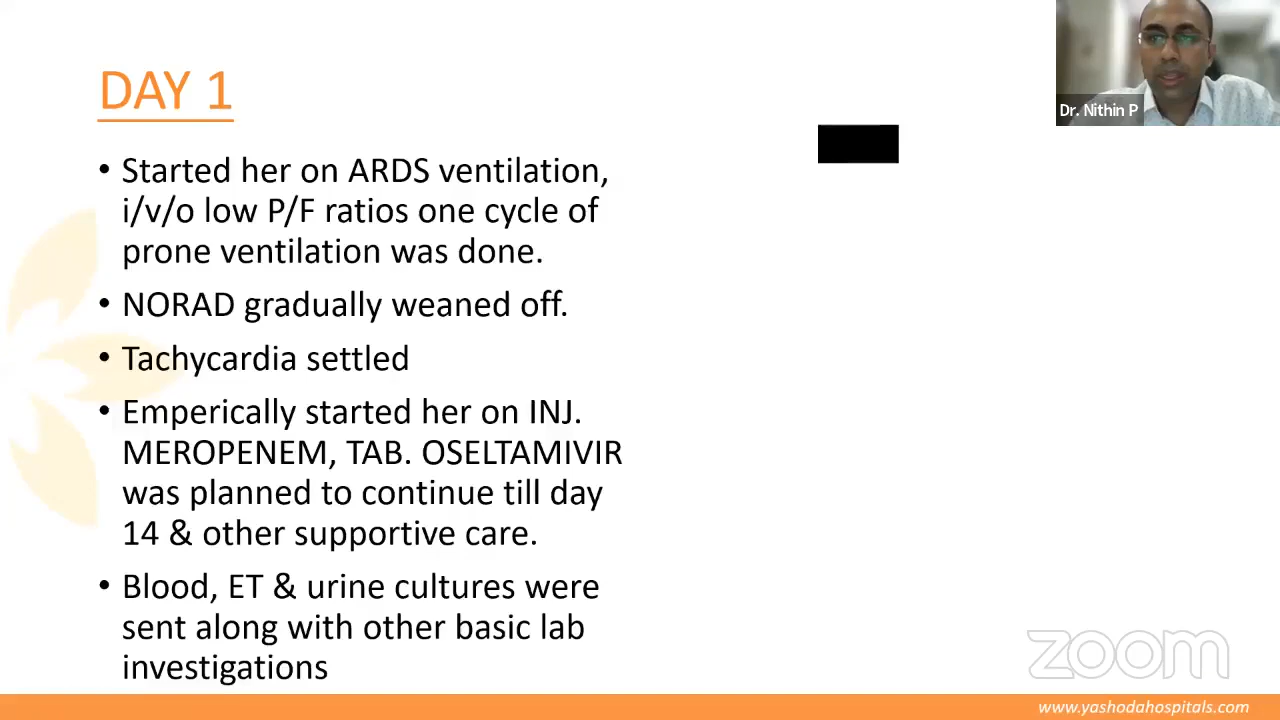 DAY 1
• Started her on ARDS ventilation,
i/v/o low P/F ratios one cycle of
prone ventilation was done.
• NORAD gradually weaned off.
• Tachycardia settled
• Emperically started her on INJ.
MEROPENEM, TAB. OSELTAMIVIR
was planned to continue till day
14 & other supportive care.
• Blood, ET & urine cultures were
sent along with other basic lab
investigations
Dr. Nithin P
zoom
www.yashodahospitals.com